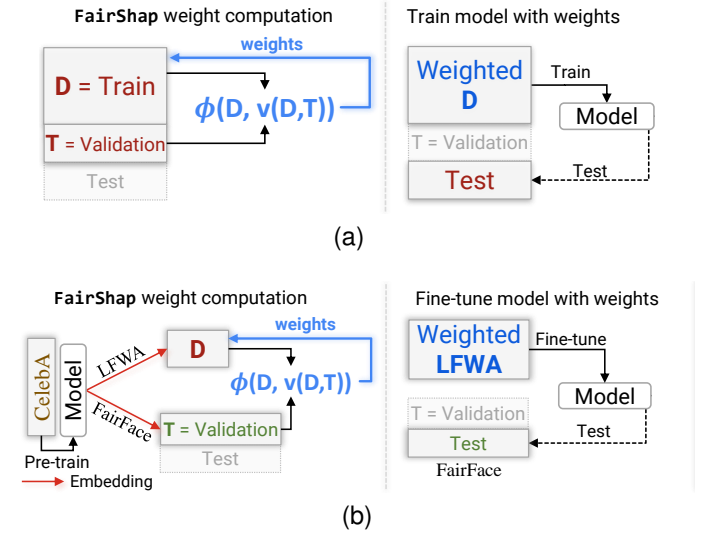 FairShap weight computation
weights
D = Train
ϕ(D, v(D,T))
T = Validation
Test
Train model with weights
Weighted
D
Train
Model
T = Validation
Test
Test
(a)
FairShap weight computation
weights
CelebA
Model
LFWA
FairFace
D
ϕ(D, v(D,T))
T = Validation
Test
Pre-train
Embedding
Fine-tune model with weights
Weighted
LFWA
Fine-tune
Model
T = Validation
Test
Test
FairFace
(b)